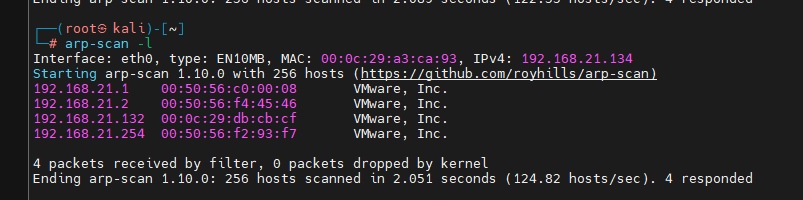 Ending arp-scan 1.10.0: 256 hosts scanned in 2.089 seconds (122.55 hosts/sec). 4 responded
┌──(root㉿kali)-[~]
└─# arp-scan -l
Interface: eth0, type: EN10MB, MAC: 00:0c:29:a3:ca:93, IPv4: 192.168.21.134
Starting arp-scan 1.10.0 with 256 hosts (https://github.com/royhills/arp-scan)
192.168.21.1    00:50:56:c0:00:08       VMware, Inc.
192.168.21.2    00:50:56:f4:45:46       VMware, Inc.
192.168.21.132  00:0c:29:db:cb:cf       VMware, Inc.
192.168.21.254  00:50:56:f2:93:f7       VMware, Inc.
4 packets received by filter, 0 packets dropped by kernel
Ending arp-scan 1.10.0: 256 hosts scanned in 2.051 seconds (124.82 hosts/sec). 4 responded